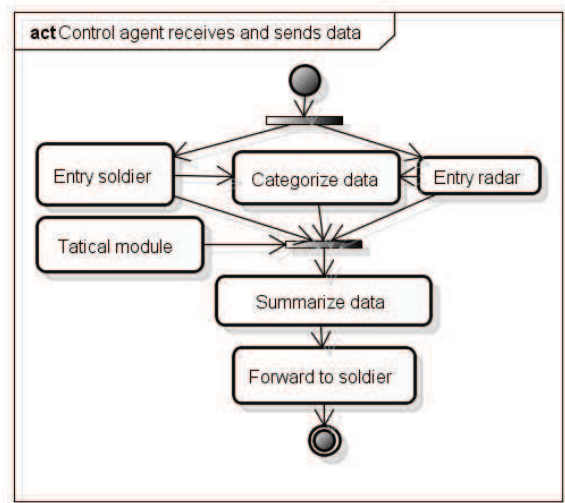 act Control agent receives and sends data
Entry soldier
Categorize data
Entry radar
Tatical module
Summarize data
Forward to soldier